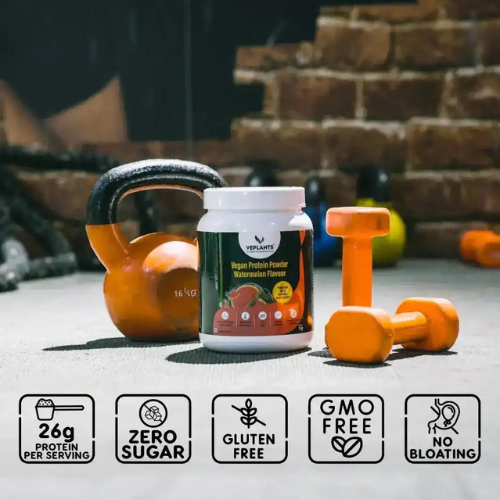 VEPLANTS
Vegan Protein Powder
Watermelon Flavour
16 kg
26g
PROTEIN
PER SERVING
ZERO
SUGAR
GLUTEN
FREE
GMO
FREE
NO
BLOATING